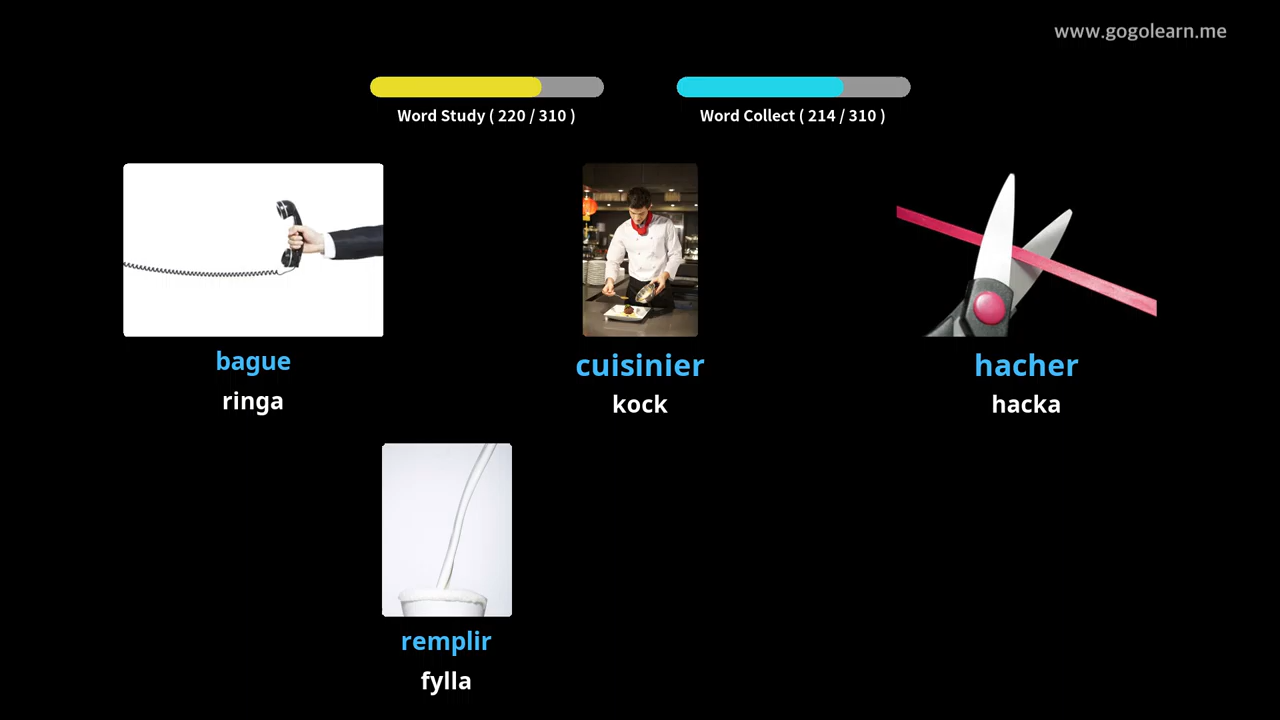 www.gogolearn.me
Word Study ( 220 / 310 )
Word Collect ( 214 / 310 )
bague
ringa
cuisinier
kock
hacher
hacka
remplir
fylla